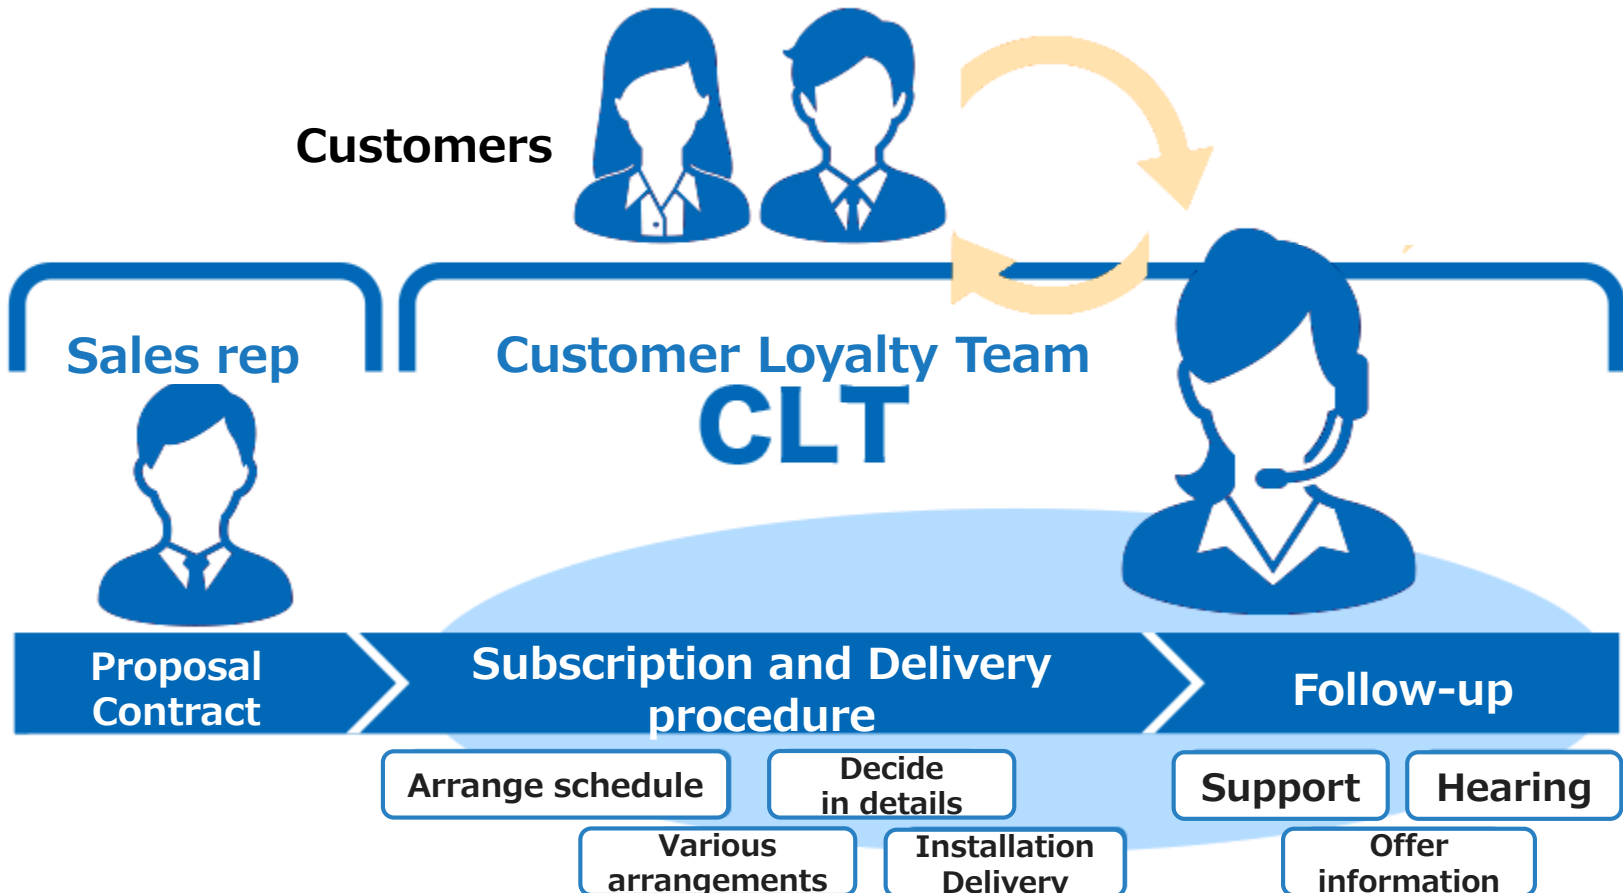 Customers
Sales rep
Customer Loyalty Team
CLT
Proposal
Contract
Subscription and Delivery
procedure
Follow-up
Arrange schedule
Decide
in details
Support
Hearing
Various
arrangements
Installation
Delivery
Offer
information